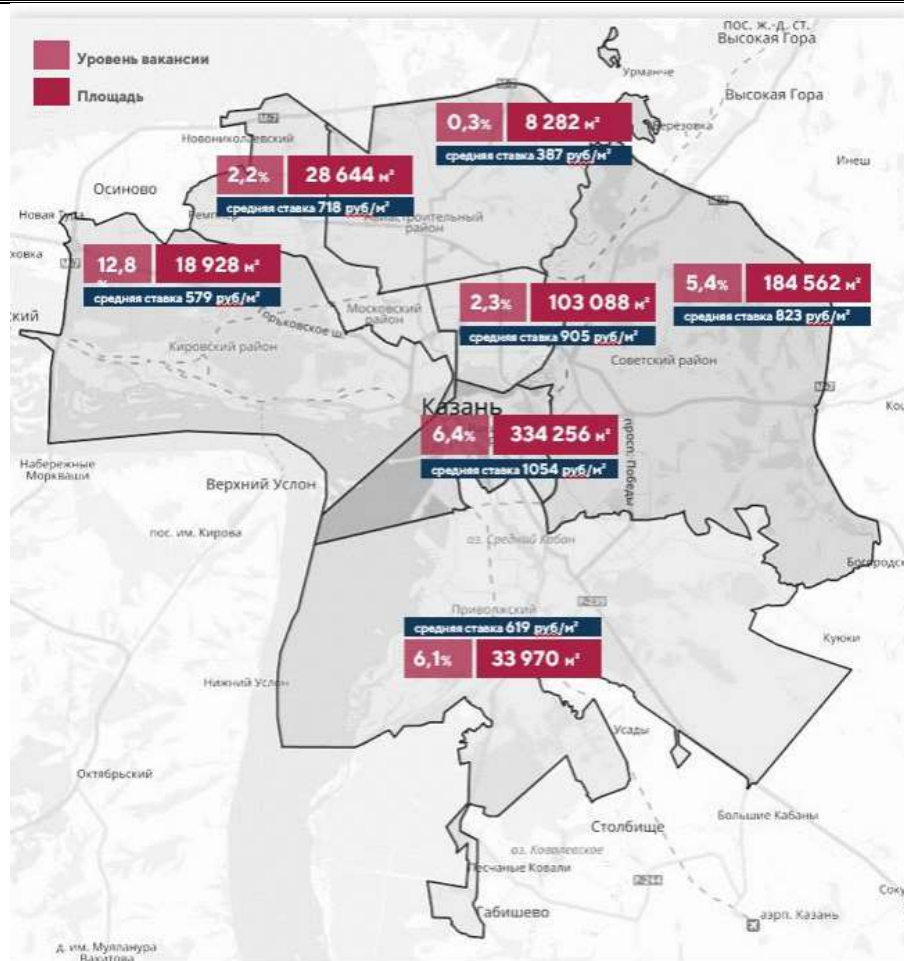 пос. ж.-д. ст.
Высокая Гора
Уровень вакансии
Площадь
Урманче
Высокая Гора
Берёзовка
0,3% 8 282 м²
средняя ставка 387 руб/м²
Новониколаевский
Инеш
2,2% 28 644 м²
средняя ставка 718 руб/м²
Осиново
Новая Тура
Авиастроительный
район
12,8
%
18 928 м²
средняя ставка 579 руб/м²
5,4% 184 562 м²
средняя ставка 823 руб/м²
2,3% 103 088 м²
средняя ставка 905 руб/м²
Московский
район
Горьковское ш.
Кировский район
Советский район
Казань
6,4% 334 256 м²
средняя ставка 1054 руб/м²
просп. Победы
Набережные
Моркваши
Верхний Услон
пос. им. Кирова
оз. Средний Кабан
Приволжский
средняя ставка 619 руб/м²
6,1% 33 970 м²
Куюки
Нижний Услон
Усады
Октябрьский
Большие Кабаны
Столбище
оз. Ковалевское
Песчаные Ковали
Габишево
аэрп. Казань
д. им. Мулланура
Вахитова